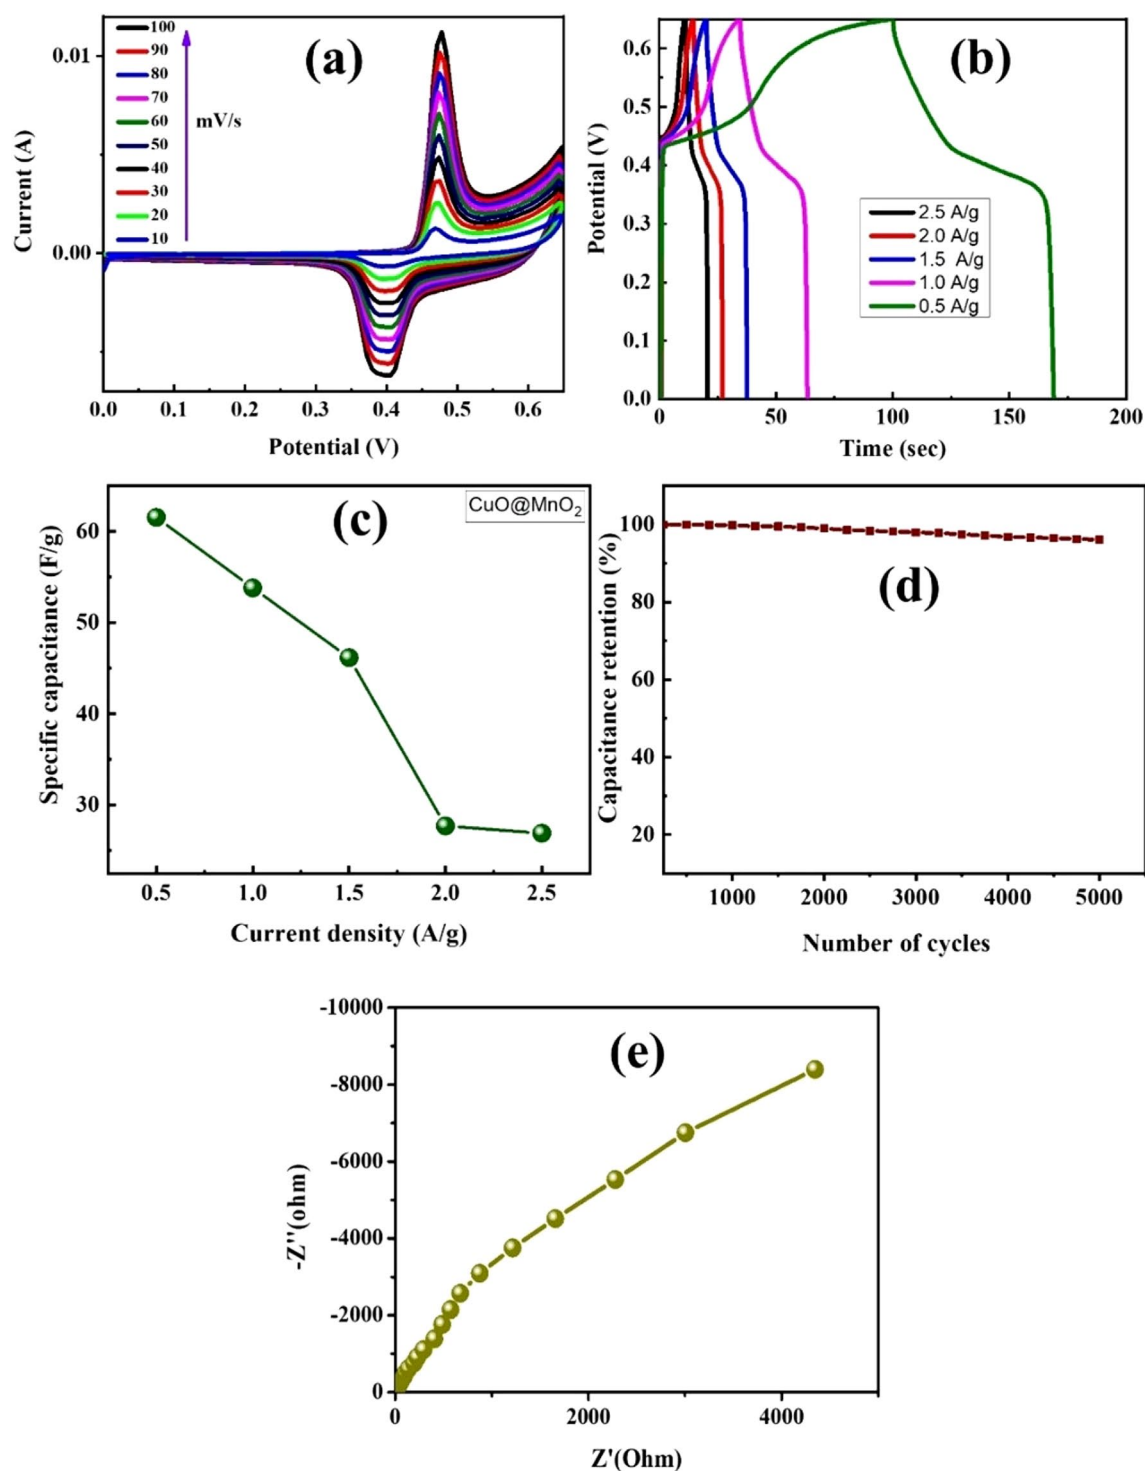 (a)
100
90
80
70
60
50
40
30
20
10
mV/s
0.01
0.00
Current (A)
0.0 0.1 0.2 0.3 0.4 0.5 0.6
Potential (V)
(b)
0.6
0.5
0.4
0.3
0.2
0.1
0.0
Potential (V)
2.5 A/g
2.0 A/g
1.5 A/g
1.0 A/g
0.5 A/g
0 50 100 150 200
Time (sec)
(c)
CuO@MnO₂
60
50
40
30
Specific capacitance (F/g)
0.5 1.0 1.5 2.0 2.5
Current density (A/g)
(d)
100
80
60
40
20
Capacitance retention (%)
1000 2000 3000 4000 5000
Number of cycles
(e)
-10000
-8000
-6000
-4000
-2000
0
-Z''(ohm)
0 2000 4000
Z'(Ohm)